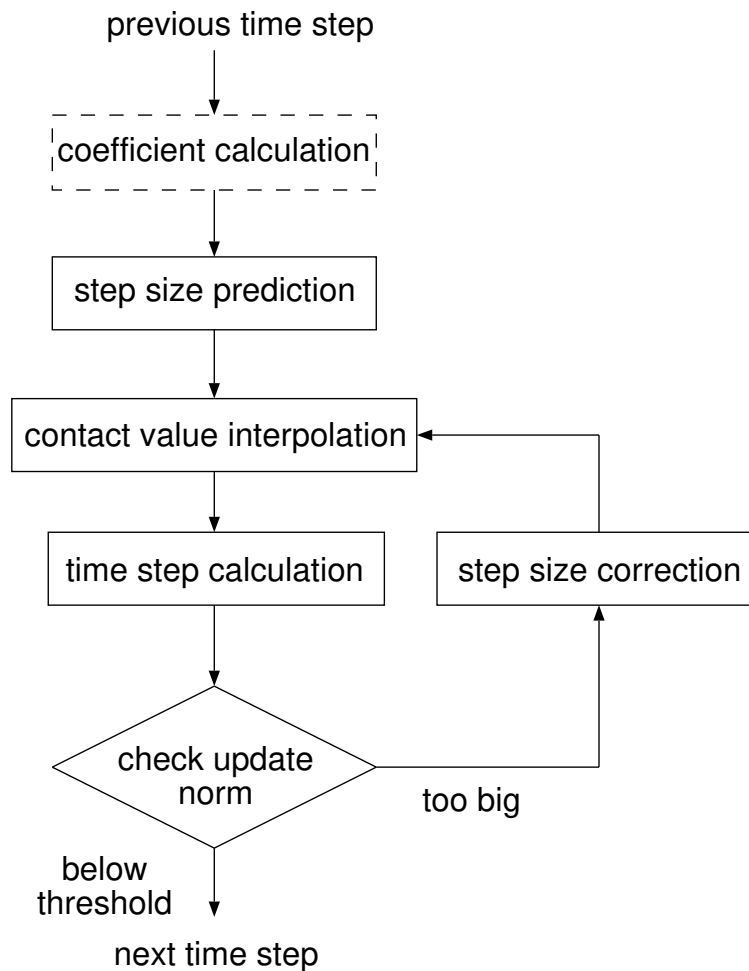 previous time step
coefficient calculation
step size prediction
contact value interpolation
time step calculation
step size correction
check update
norm
too big
below
threshold
next time step